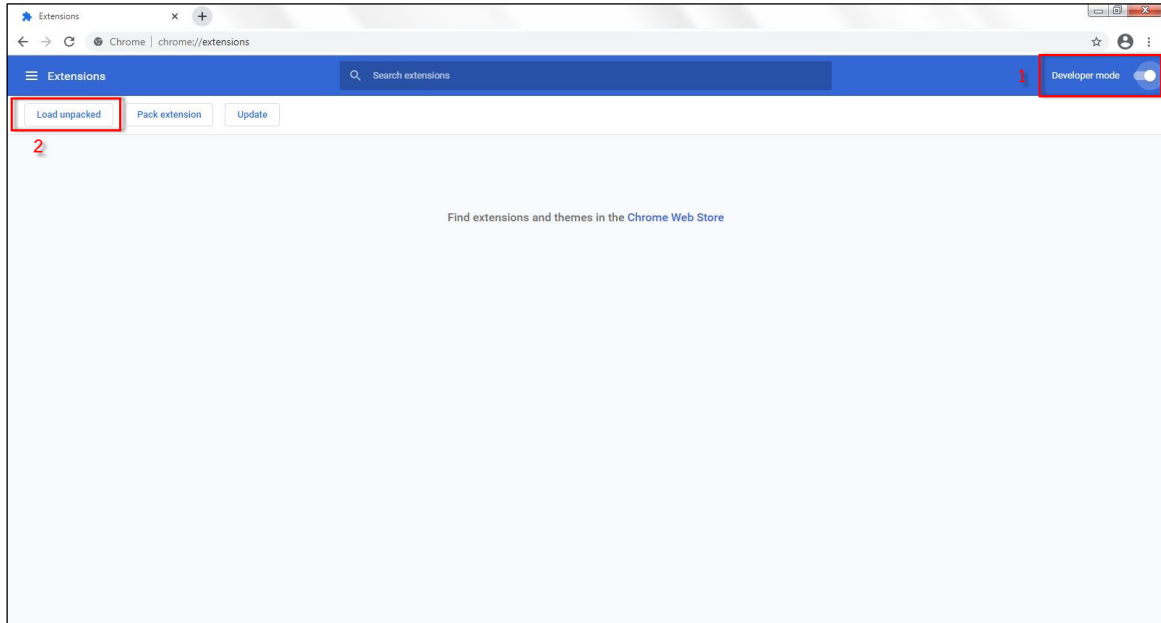 Extensions
Chrome | chrome://extensions
Extensions
Search extensions
1
Developer mode
Load unpacked
Pack extension
Update
2
Find extensions and themes in the Chrome Web Store